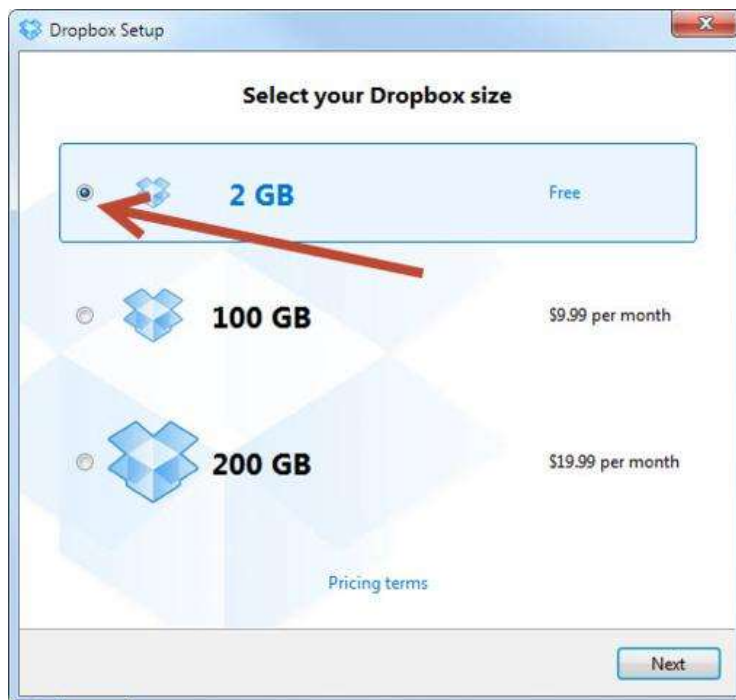 Dropbox Setup
Select your Dropbox size
2 GB Free
100 GB $9.99 per month
200 GB $19.99 per month
Pricing terms
Next